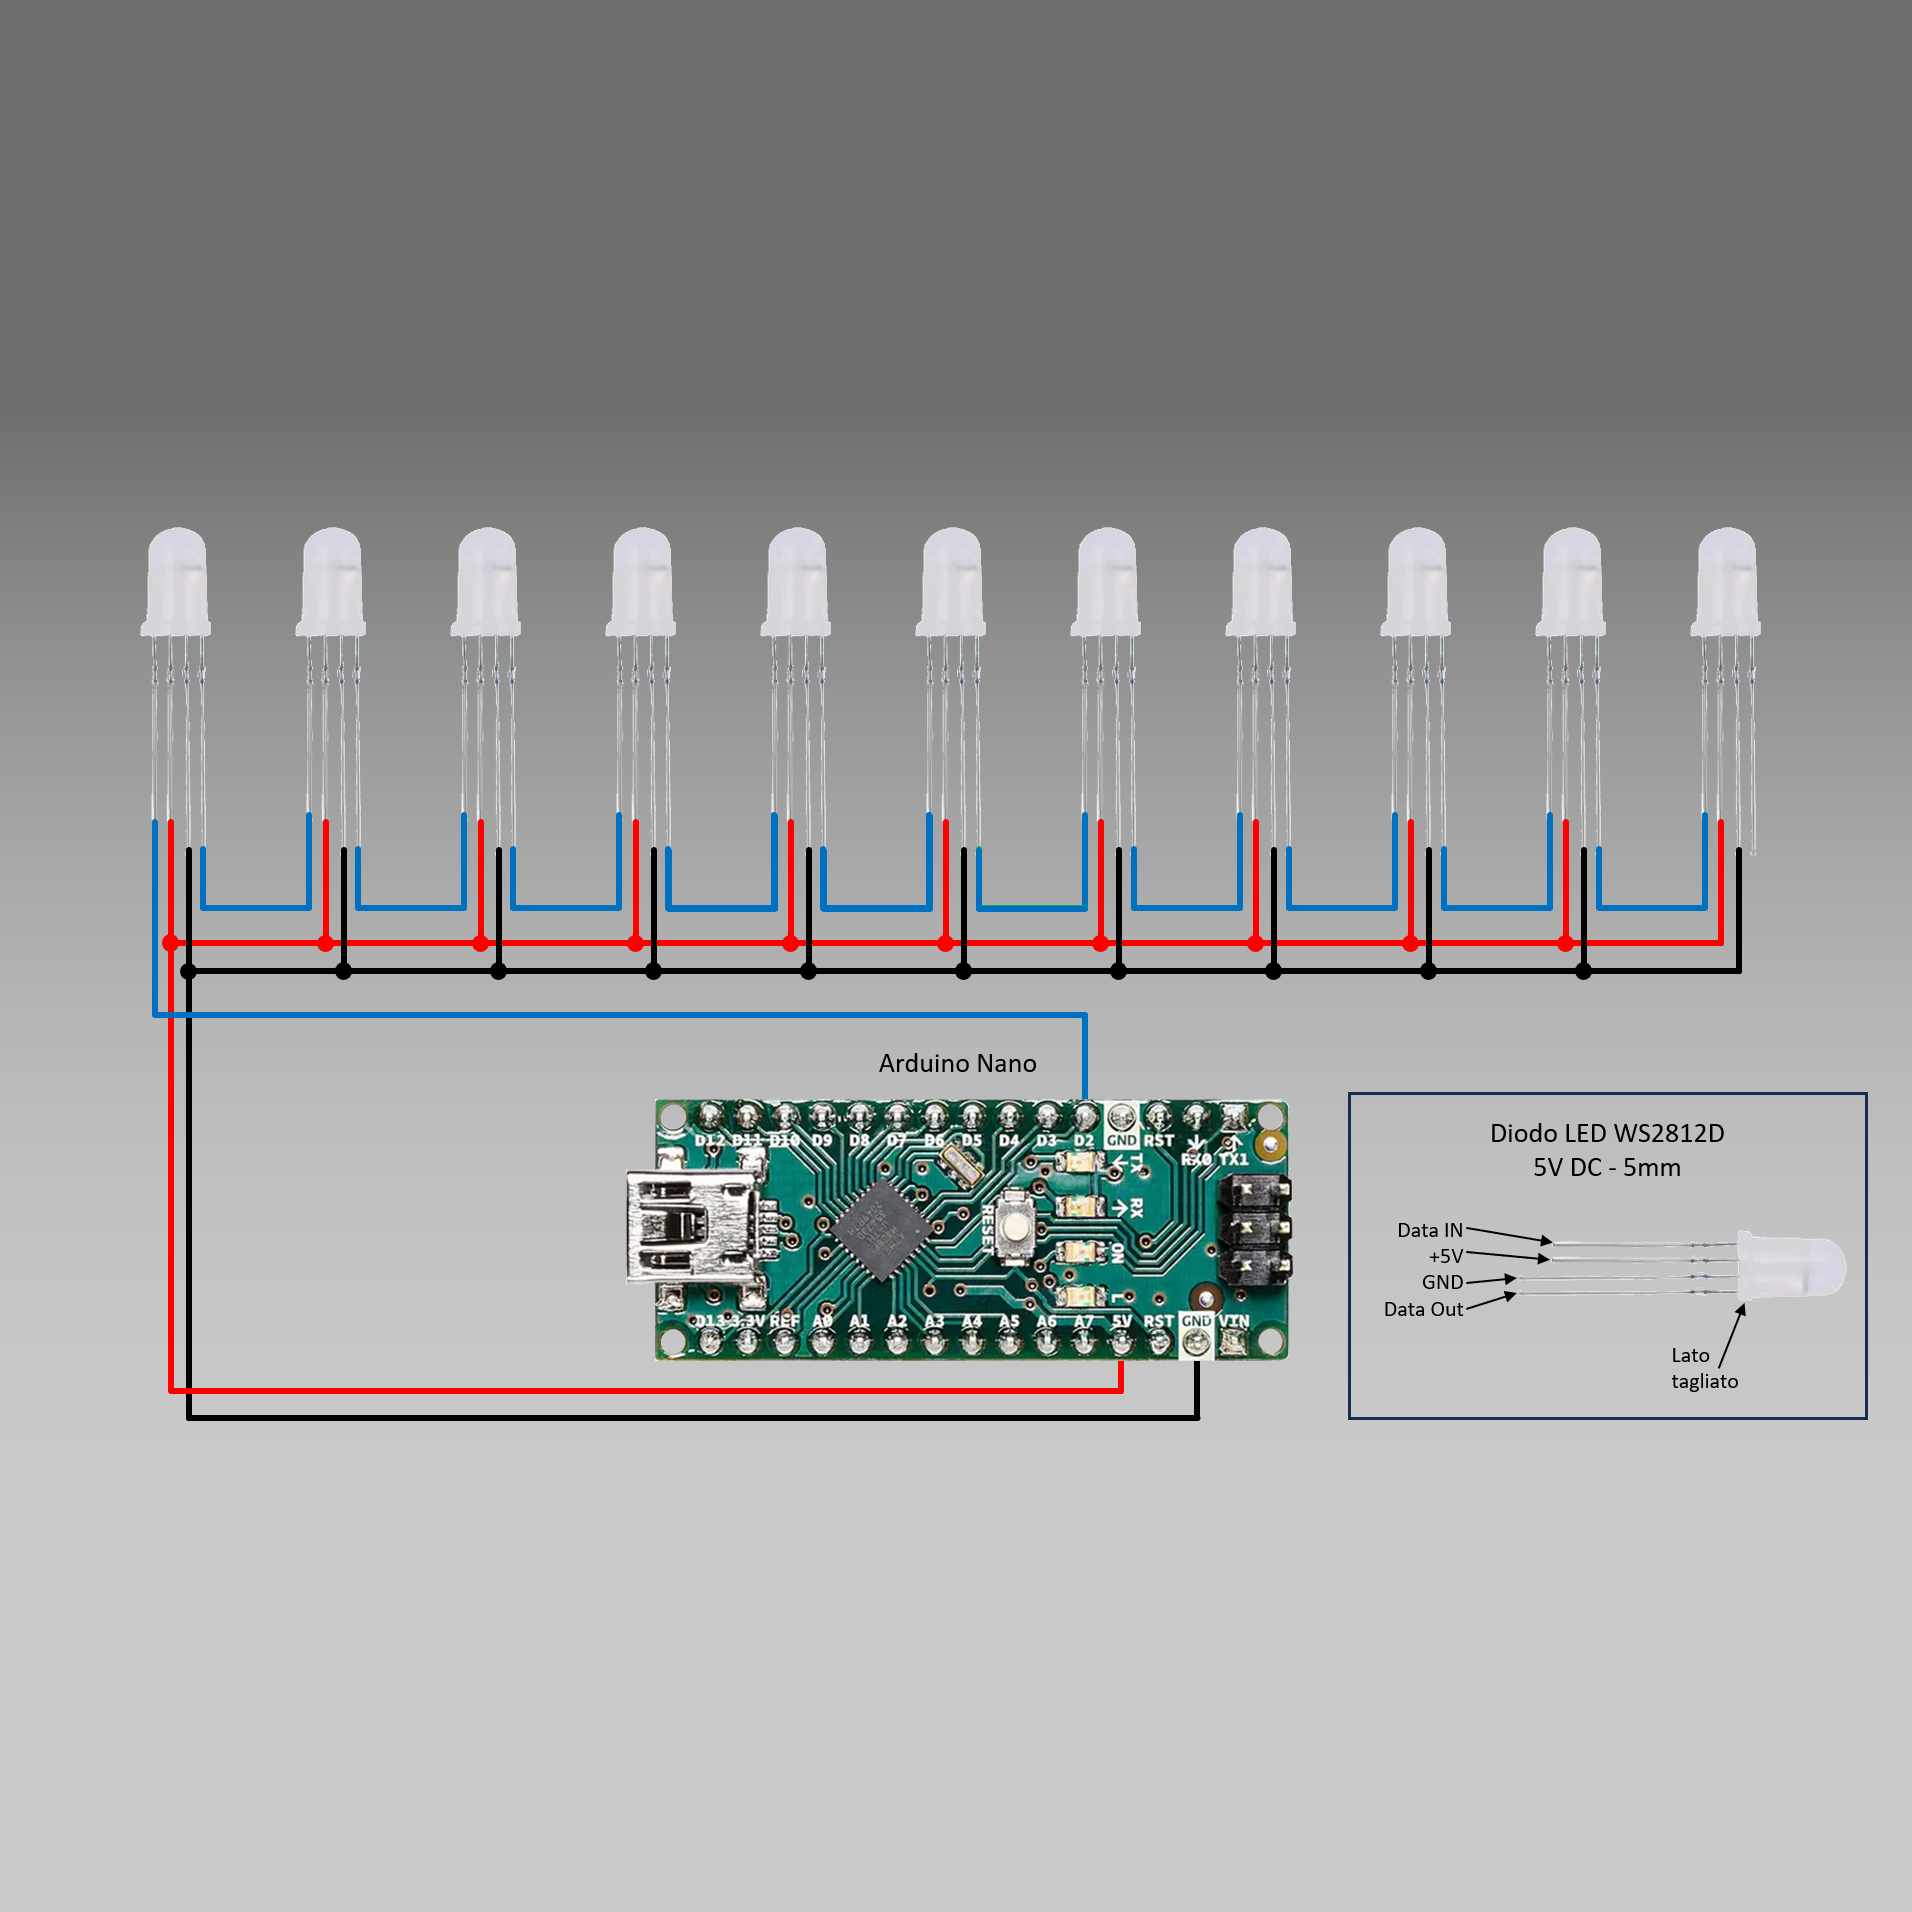 Arduino Nano
D12 D11 D10 D9 D8 D7 D6 D5 D4 D3 D2 GND RST RX0 TX1
TX
RX
ON
L
RESET
D13 3.3V REF A0 A1 A2 A3 A4 A5 A6 A7 5V RST GND VIN
Diodo LED WS2812D
5V DC - 5mm
Data IN
+5V
GND
Data Out
Lato
tagliato